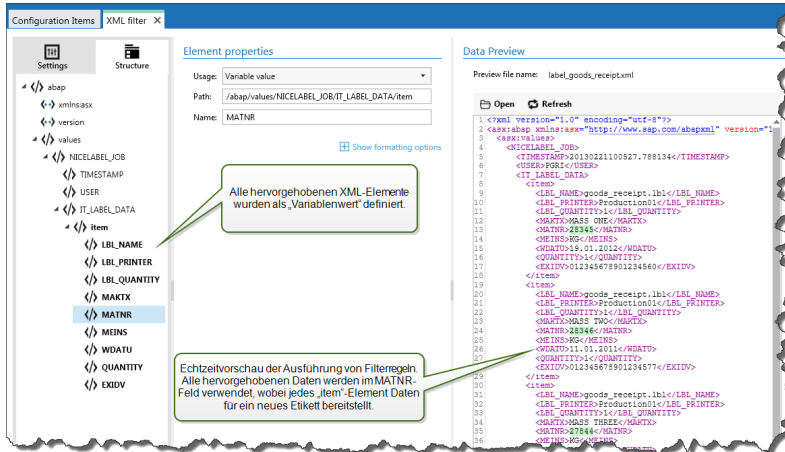 Configuration Items
XML filter
Settings
Structure
abap
xmlns:asx
version
values
NICELABEL_JOB
TIMESTAMP
USER
IT_LABEL_DATA
item
LBL_NAME
LBL_PRINTER
LBL_QUANTITY
MAKTX
MATNR
MEINS
WDATU
QUANTITY
EXIDV
Element properties
Usage: Variable value
Path: /abap/values/NICELABEL_JOB/IT_LABEL_DATA/item
Name: MATNR
Show formatting options
Alle hervorgehobenen XML-Elemente
wurden als „Variablenwert" definiert.
Echtzeitvorschau der Ausführung von Filterregeln.
Alle hervorgehobenen Daten werden im MATNR-
Feld verwendet, wobei jedes „item"-Element Daten
für ein neues Etikett bereitstellt.
Data Preview
Preview file name: label_goods_receipt.xml
Open Refresh
1 <?xml version="1.0" encoding="utf-8"?>
2 <asx:abap xmlns:asx="http://www.sap.com/abapxml" version="1
3 <asx:values>
4 <NICELABEL_JOB>
5 <TIMESTAMP>20130221100527.788134</TIMESTAMP>
6 <USER>PGRI</USER>
7 <IT_LABEL_DATA>
8 <item>
9 <LBL_NAME>goods_receipt.lbl</LBL_NAME>
10 <LBL_PRINTER>Production01</LBL_PRINTER>
11 <LBL_QUANTITY>1</LBL_QUANTITY>
12 <MAKTX>MASS ONE</MAKTX>
13 <MATNR>28345</MATNR>
14 <MEINS>KG</MEINS>
15 <WDATU>19.01.2012</WDATU>
16 <QUANTITY>1</QUANTITY>
17 <EXIDV>012345678901234560</EXIDV>
18 </item>
19 <item>
20 <LBL_NAME>goods_receipt.lbl</LBL_NAME>
21 <LBL_PRINTER>Production01</LBL_PRINTER>
22 <LBL_QUANTITY>1</LBL_QUANTITY>
23 <MAKTX>MASS TWO</MAKTX>
24 <MATNR>28346</MATNR>
25 <MEINS>KG</MEINS>
26 <WDATU>11.01.2011</WDATU>
27 <QUANTITY>1</QUANTITY>
28 <EXIDV>012345678901234577</EXIDV>
29 </item>
30 <item>
31 <LBL_NAME>goods_receipt.lbl</LBL_NAME>
32 <LBL_PRINTER>Production01</LBL_PRINTER>
33 <LBL_QUANTITY>1</LBL_QUANTITY>
34 <MAKTX>MASS THREE</MAKTX>
35 <MATNR>27844</MATNR>
36 <MEINS>KG</MEINS>